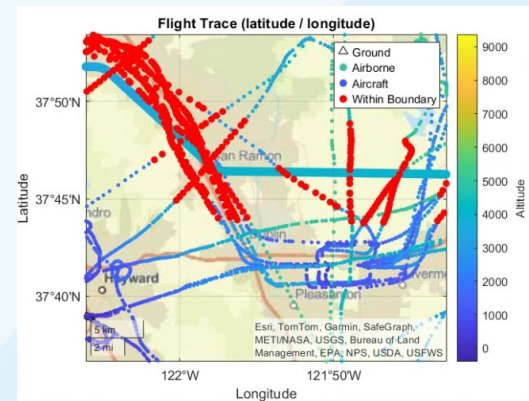 Flight Trace (latitude / longitude)
Ground
Airborne
Aircraft
Within Boundary
9000
8000
7000
6000
5000
4000
3000
2000
1000
0
Altitude
37°50'N
37°45'N
37°40'N
Latitude
San Ramon
Hayward
Pleasanton
5 km
2 mi
Esri, TomTom, Garmin, SafeGraph,
METI/NASA, USGS, Bureau of Land
Management, EPA, NPS, USDA, USFWS
122°W
121°50'W
Longitude